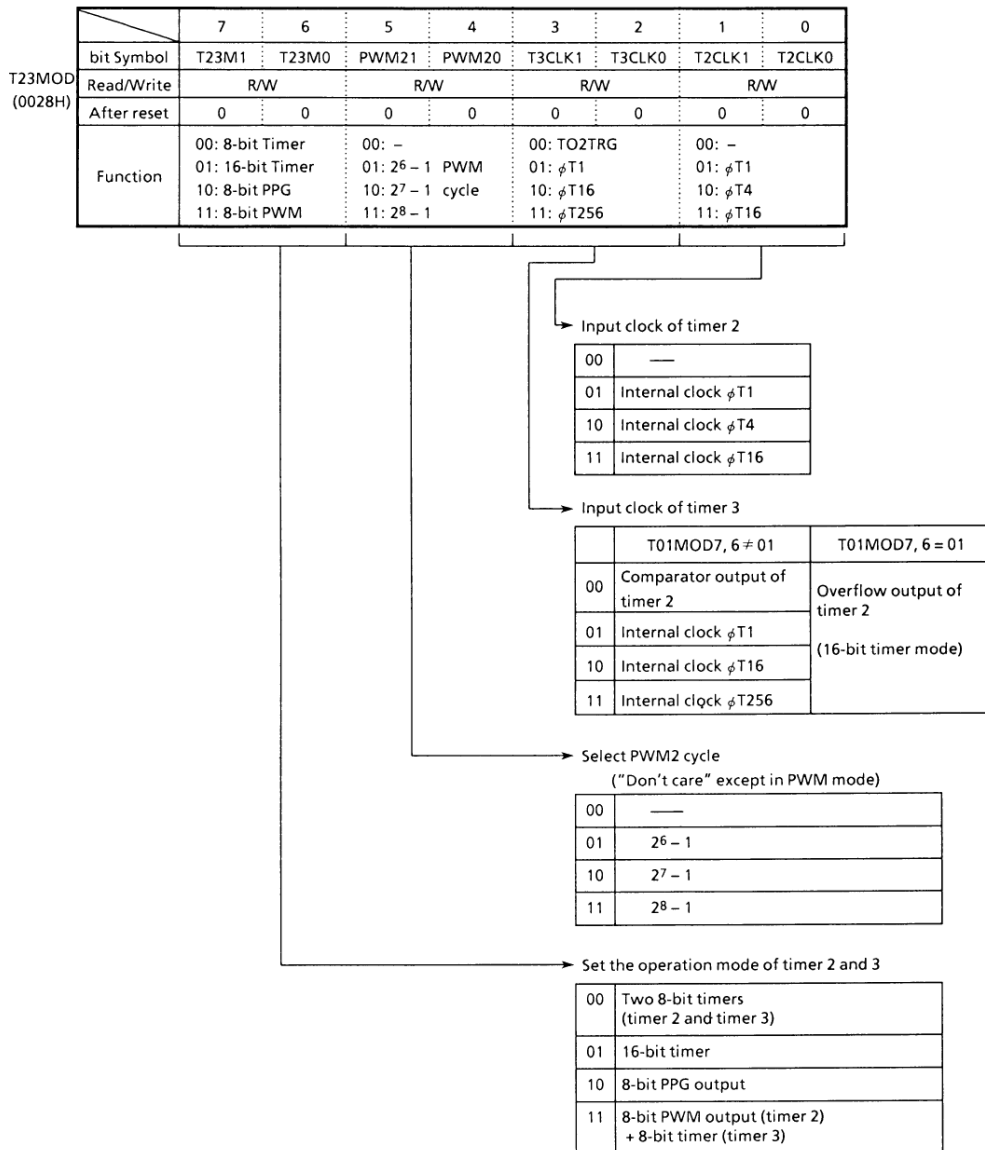 7 6 5 4 3 2 1 0
bit Symbol T23M1 T23M0 PWM21 PWM20 T3CLK1 T3CLK0 T2CLK1 T2CLK0
T23MOD
(0028H)
Read/Write R/W R/W R/W R/W
After reset 0 0 0 0 0 0 0 0
Function
00: 8-bit Timer 00: – 00: TO2TRG 00: –
01: 16-bit Timer 01: 2⁶ – 1 PWM 01: φT1 01: φT1
10: 8-bit PPG 10: 2⁷ – 1 cycle 10: φT16 10: φT4
11: 8-bit PWM 11: 2⁸ – 1 11: φT256 11: φT16
Input clock of timer 2
00 —
01 Internal clock φT1
10 Internal clock φT4
11 Internal clock φT16
Input clock of timer 3
T01MOD7, 6 ≠ 01 T01MOD7, 6 = 01
00 Comparator output of
timer 2
01 Internal clock φT1
10 Internal clock φT16
11 Internal clock φT256
Overflow output of
timer 2
(16-bit timer mode)
Select PWM2 cycle
("Don't care" except in PWM mode)
00 —
01 2⁶ – 1
10 2⁷ – 1
11 2⁸ – 1
Set the operation mode of timer 2 and 3
00 Two 8-bit timers
(timer 2 and timer 3)
01 16-bit timer
10 8-bit PPG output
11 8-bit PWM output (timer 2)
+ 8-bit timer (timer 3)